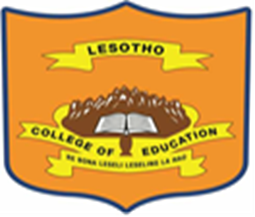 LESOTHO
COLLEGE OF EDUCATION
RE BONA LESELI LESELING LA HAO